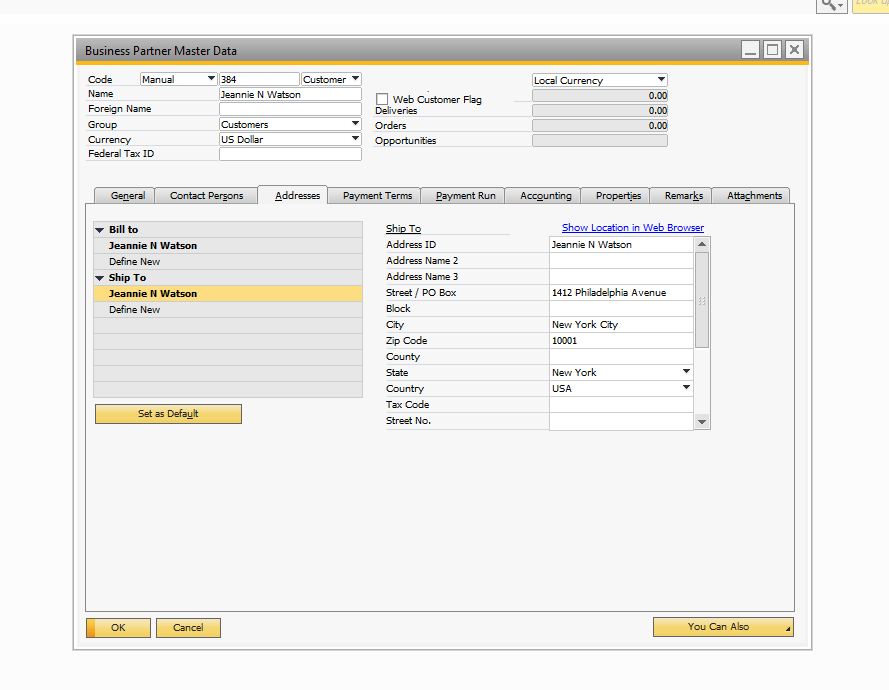 Look up
Business Partner Master Data
Code Manual 384 Customer Local Currency
Name Jeannie N Watson Web Customer Flag 0.00
Foreign Name Deliveries 0.00
Group Customers Orders 0.00
Currency US Dollar Opportunities
Federal Tax ID
General Contact Persons Addresses Payment Terms Payment Run Accounting Properties Remarks Attachments
Bill to
Jeannie N Watson
Define New
Ship To
Jeannie N Watson
Define New
Set as Default
Ship To Show Location in Web Browser
Address ID Jeannie N Watson
Address Name 2
Address Name 3
Street / PO Box 1412 Philadelphia Avenue
Block
City New York City
Zip Code 10001
County
State New York
Country USA
Tax Code
Street No.
OK Cancel You Can Also